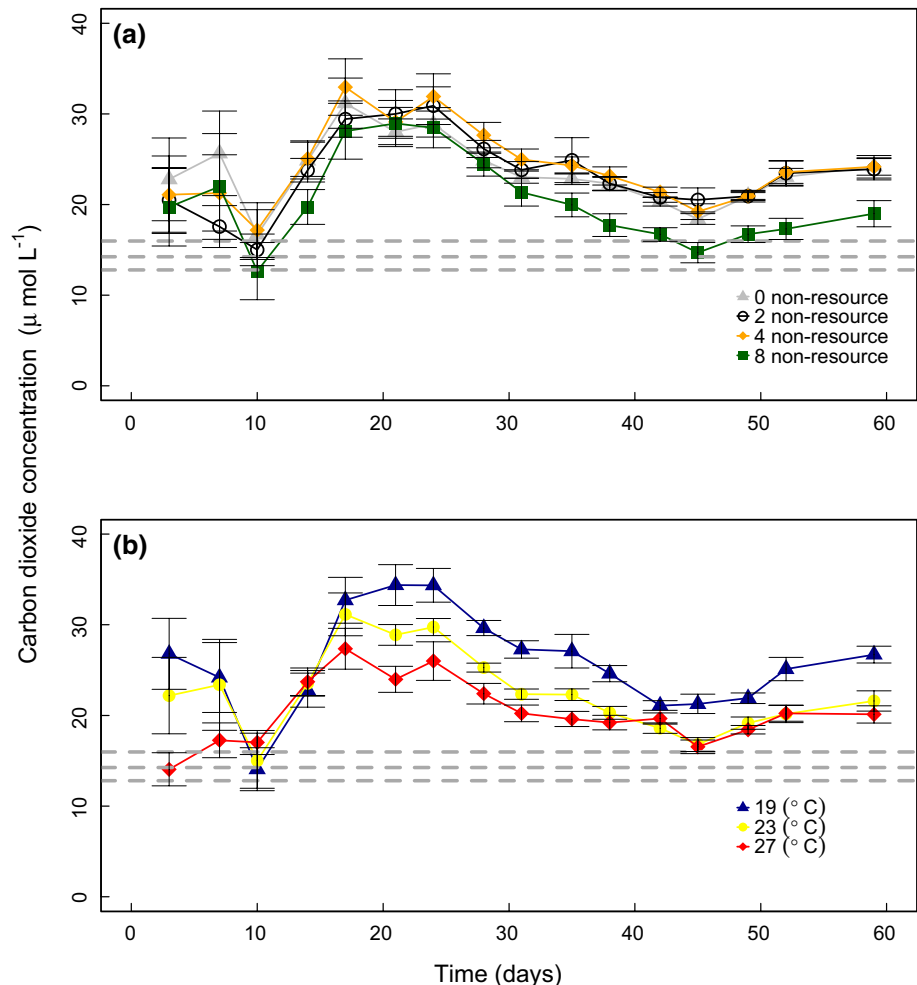 Carbon dioxide concentration (μ mol L⁻¹)
(a)
40
30
20
10
0
0 non-resource
2 non-resource
4 non-resource
8 non-resource
0 10 20 30 40 50 60
(b)
40
30
20
10
0
19 (° C)
23 (° C)
27 (° C)
0 10 20 30 40 50 60
Time (days)